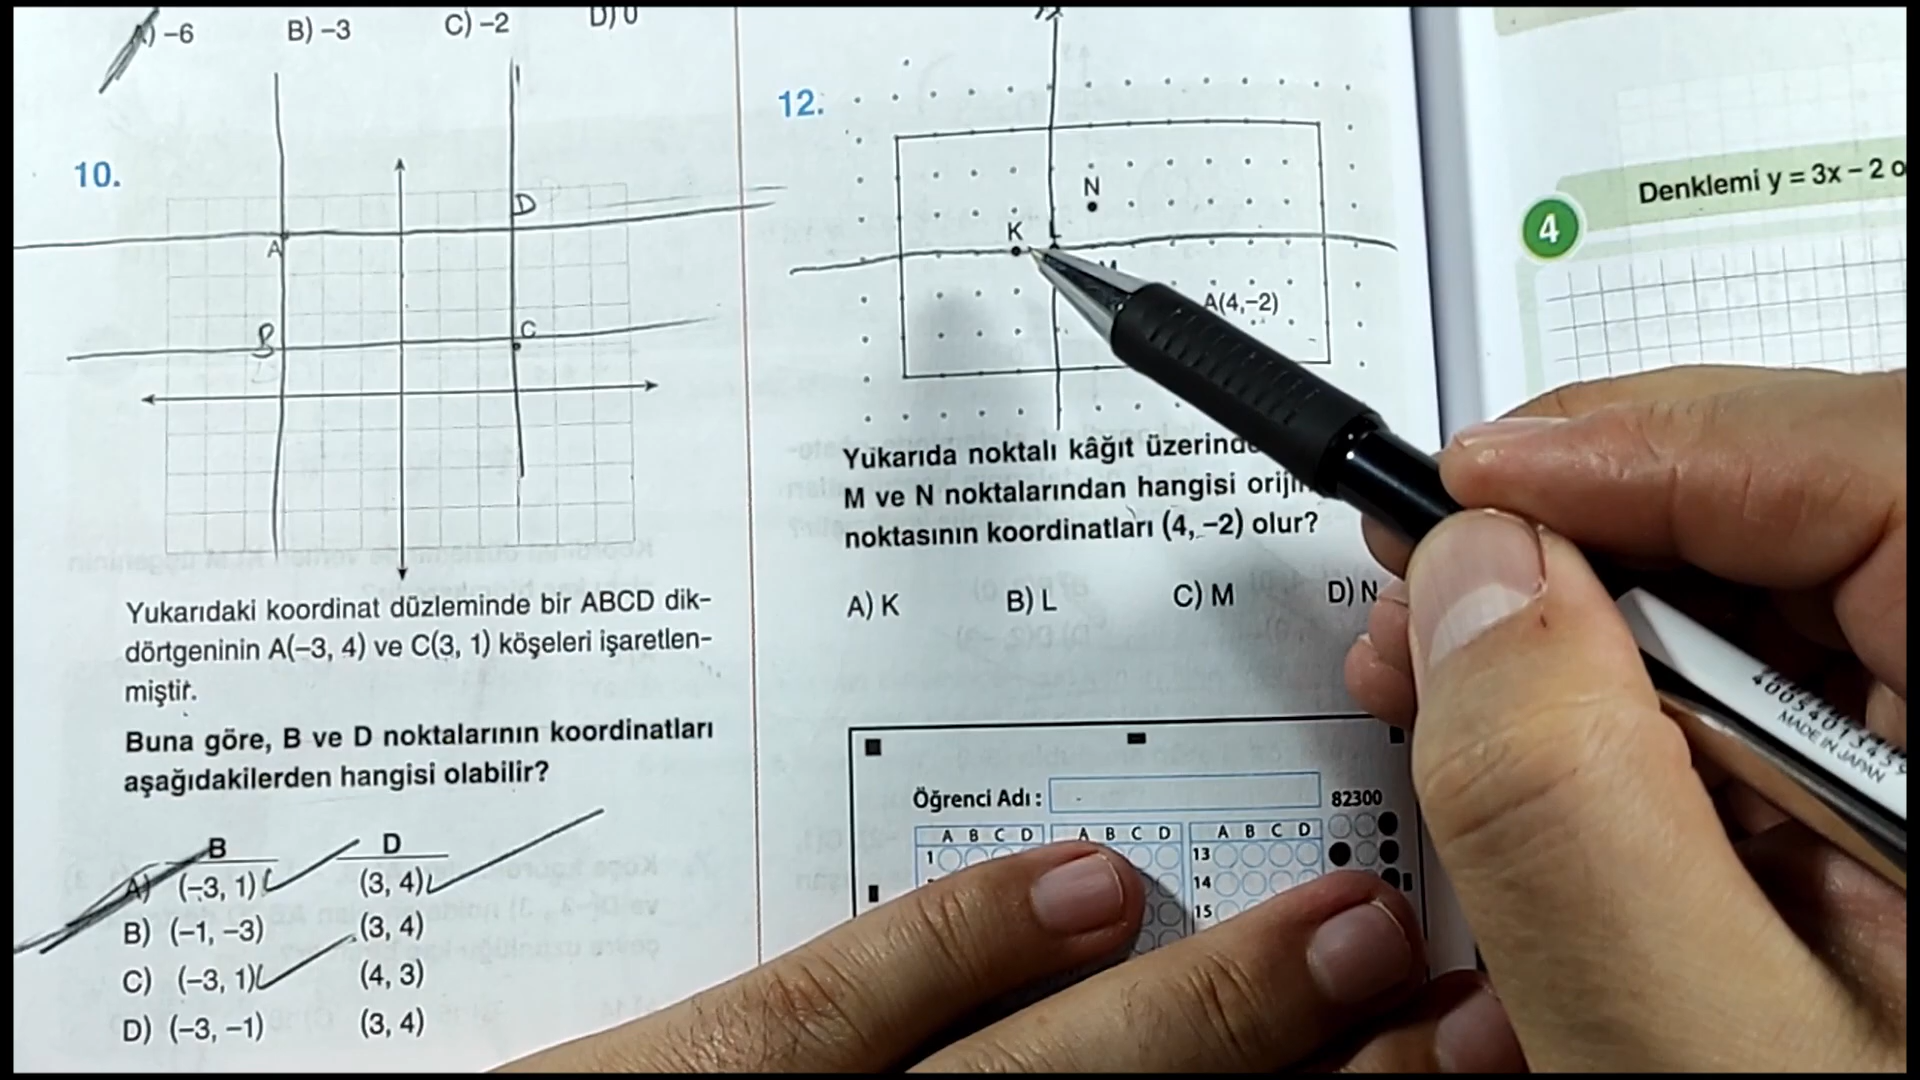 A) –6
B) –3
C) –2
D) 0
10.
A
D
B
C
Yukarıdaki koordinat düzleminde bir ABCD dik-
dörtgeninin A(–3, 4) ve C(3, 1) köşeleri işaretlen-
miştir.
Buna göre, B ve D noktalarının koordinatları
aşağıdakilerden hangisi olabilir?
B D
A) (–3, 1) (3, 4)
B) (–1, –3) (3, 4)
C) (–3, 1) (4, 3)
D) (–3, –1) (3, 4)
12.
N
K L
A(4,–2)
Yukarıda noktalı kâğıt üzerinde
M ve N noktalarından hangisi
noktasının koordinatları (4, –2) olur?
A) K
B) L
C) M
D) N
Öğrenci Adı :
82300
A B C D A B C D A B C D
1 13
14
15
4
Denklemi y = 3x – 2
MADE IN JAPAN